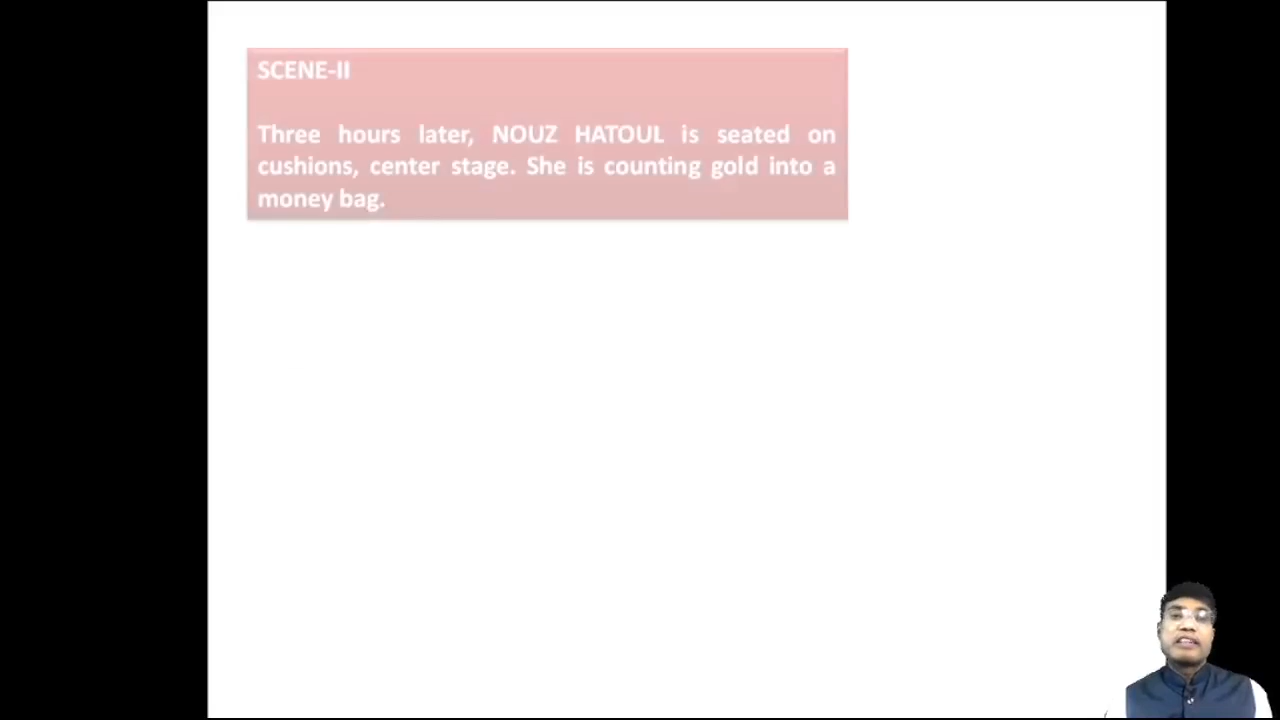 SCENE-II
Three hours later, NOUZ HATOUL is seated on
cushions, center stage. She is counting gold into a
money bag.